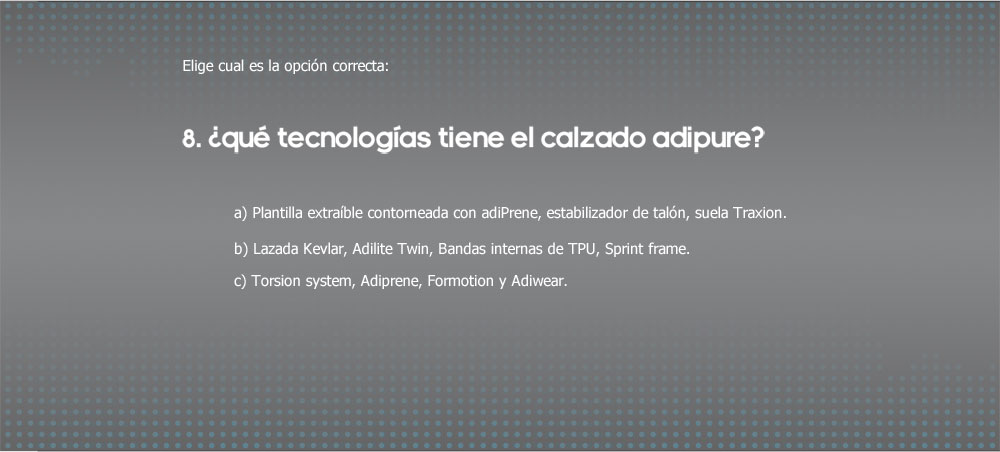 Elige cual es la opción correcta:
8. ¿qué tecnologías tiene el calzado adipure?
a) Plantilla extraíble contorneada con adiPrene, estabilizador de talón, suela Traxion.
b) Lazada Kevlar, Adilite Twin, Bandas internas de TPU, Sprint frame.
c) Torsion system, Adiprene, Formotion y Adiwear.